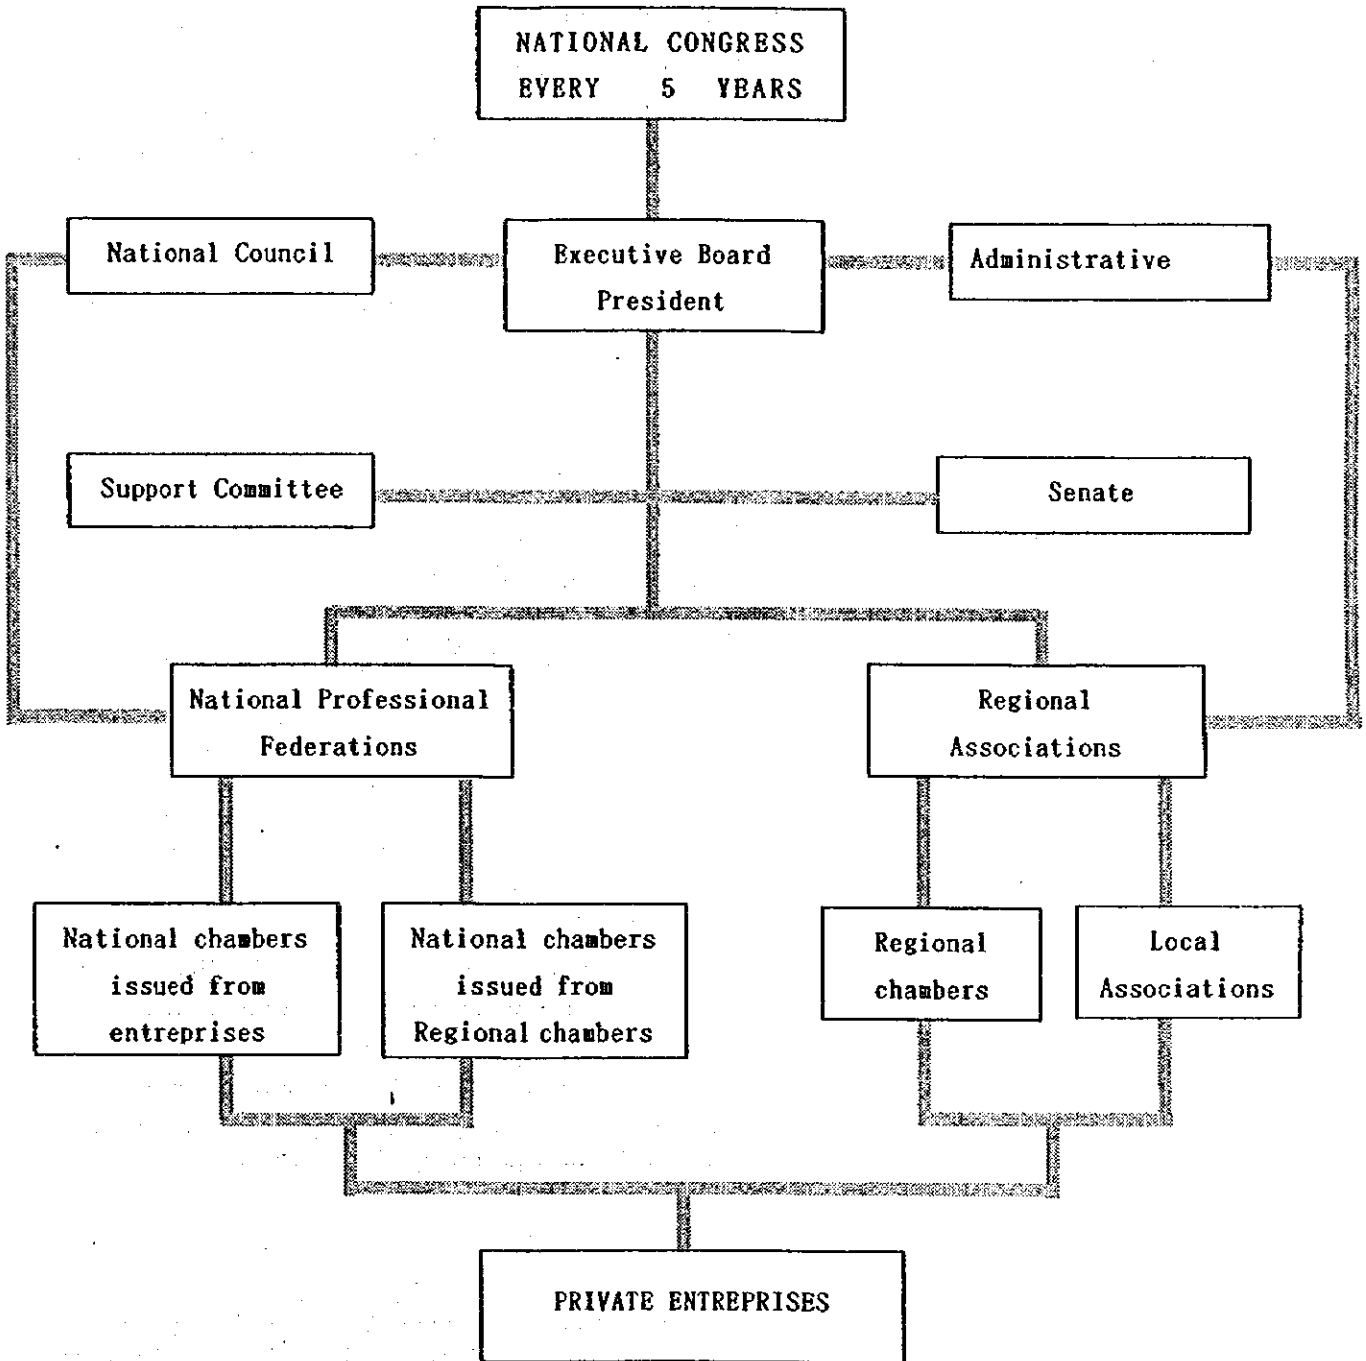 NATIONAL CONGRESS
EVERY 5 YEARS
National Council
Executive Board
President
Administrative
Support Committee
Senate
National Professional
Federations
Regional
Associations
National chambers
issued from
entreprises
National chambers
issued from
Regional chambers
Regional
chambers
Local
Associations
PRIVATE ENTREPRISES